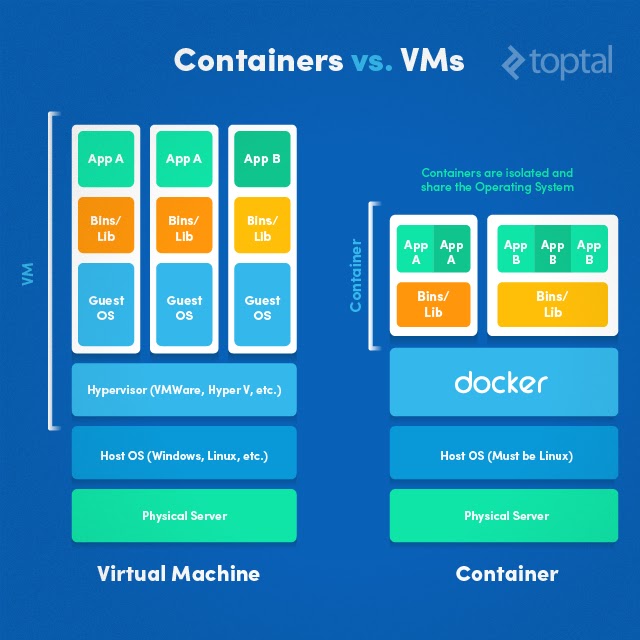 Containers vs. VMs
toptal
VM
App A
App A
App B
Bins/
Lib
Bins/
Lib
Bins/
Lib
Guest
OS
Guest
OS
Guest
OS
Hypervisor (VMWare, Hyper V, etc.)
Host OS (Windows, Linux, etc.)
Physical Server
Virtual Machine
Containers are isolated and
share the Operating System
Container
App
A
App
A
App
B
App
B
App
B
Bins/
Lib
Bins/
Lib
docker
Host OS (Must be Linux)
Physical Server
Container